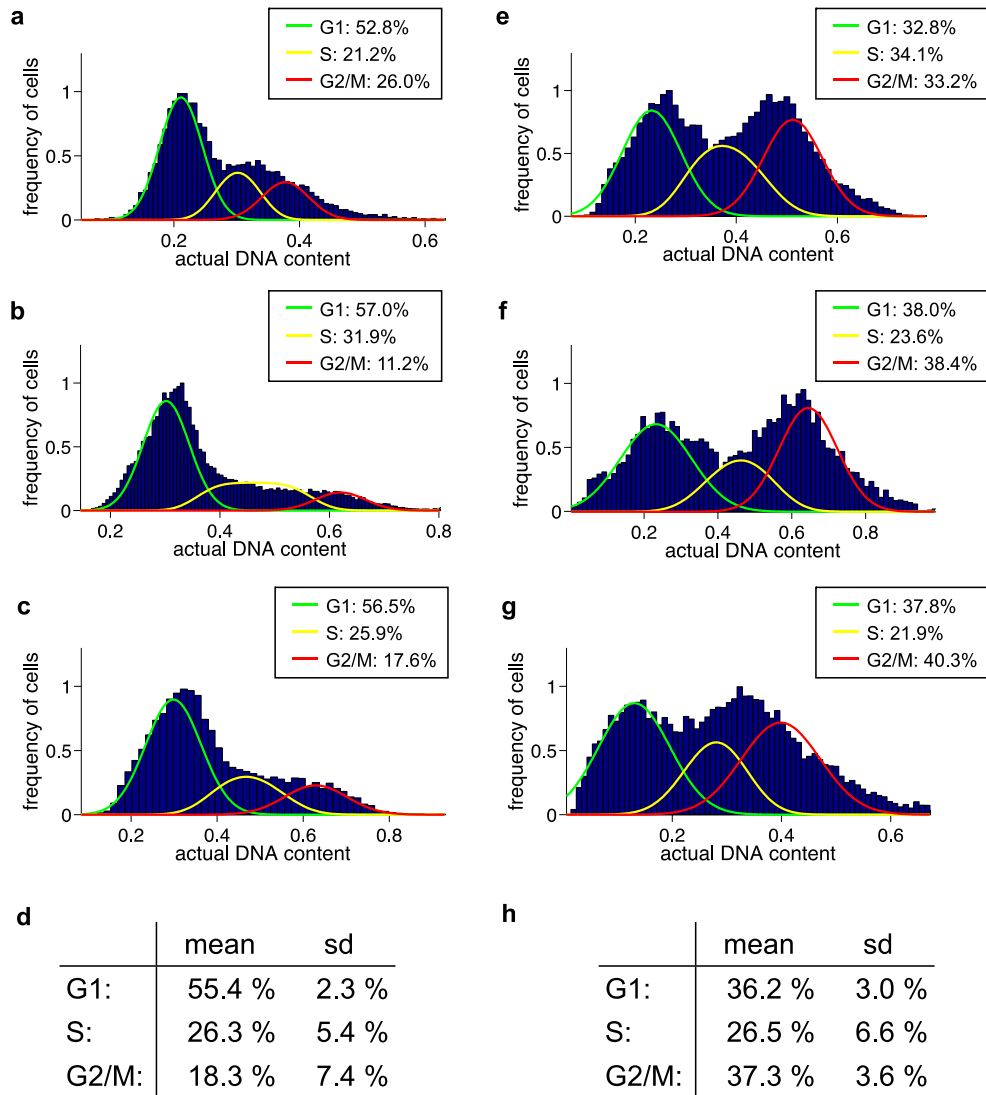 a
G1: 52.8%
S: 21.2%
G2/M: 26.0%
frequency of cells
1
0.5
0
0.2
0.4
0.6
actual DNA content
b
G1: 57.0%
S: 31.9%
G2/M: 11.2%
frequency of cells
1
0.5
0
0.2
0.4
0.6
0.8
actual DNA content
c
G1: 56.5%
S: 25.9%
G2/M: 17.6%
frequency of cells
1
0.5
0
0.2
0.4
0.6
0.8
actual DNA content
d
mean sd
G1: 55.4 % 2.3 %
S: 26.3 % 5.4 %
G2/M: 18.3 % 7.4 %
e
G1: 32.8%
S: 34.1%
G2/M: 33.2%
frequency of cells
1
0.5
0
0.2
0.4
0.6
actual DNA content
f
G1: 38.0%
S: 23.6%
G2/M: 38.4%
frequency of cells
1
0.5
0
0.2
0.4
0.6
0.8
actual DNA content
g
G1: 37.8%
S: 21.9%
G2/M: 40.3%
frequency of cells
1
0.5
0
0.2
0.4
0.6
actual DNA content
h
mean sd
G1: 36.2 % 3.0 %
S: 26.5 % 6.6 %
G2/M: 37.3 % 3.6 %